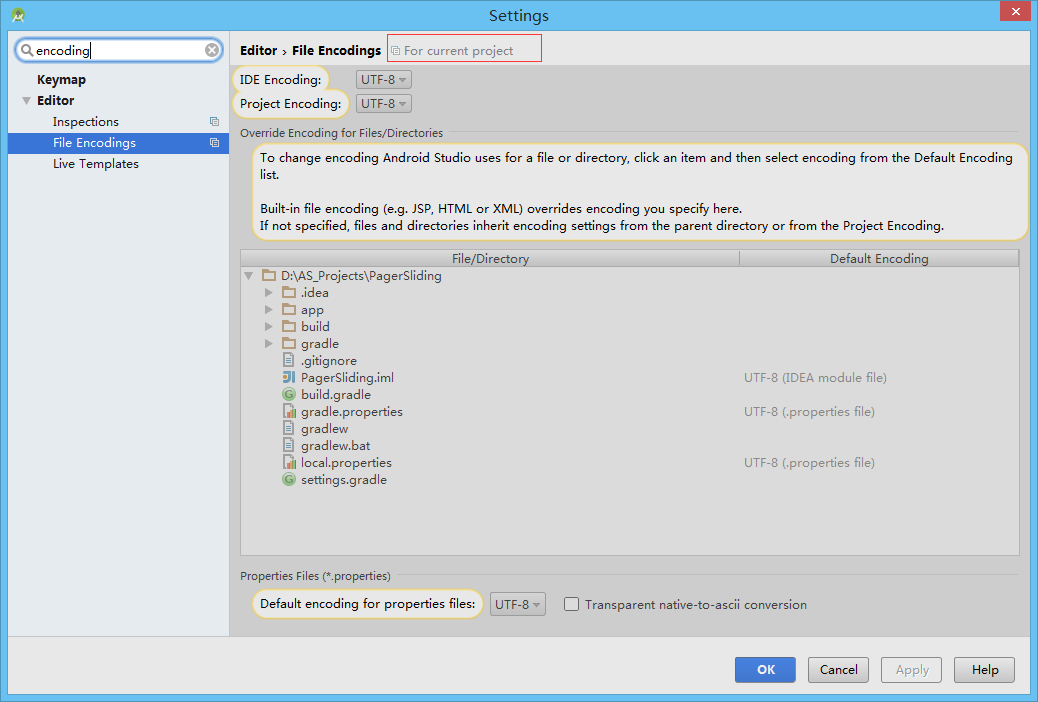 Settings
encoding
Keymap
Editor
Inspections
File Encodings
Live Templates
Editor › File Encodings
For current project
IDE Encoding: UTF-8
Project Encoding: UTF-8
Override Encoding for Files/Directories
To change encoding Android Studio uses for a file or directory, click an item and then select encoding from the Default Encoding
list.
Built-in file encoding (e.g. JSP, HTML or XML) overrides encoding you specify here.
If not specified, files and directories inherit encoding settings from the parent directory or from the Project Encoding.
File/Directory Default Encoding
D:\AS_Projects\PagerSliding
.idea
app
build
gradle
.gitignore
PagerSliding.iml UTF-8 (IDEA module file)
build.gradle
gradle.properties UTF-8 (.properties file)
gradlew
gradlew.bat
local.properties UTF-8 (.properties file)
settings.gradle
Properties Files (*.properties)
Default encoding for properties files: UTF-8 Transparent native-to-ascii conversion
OK Cancel Apply Help